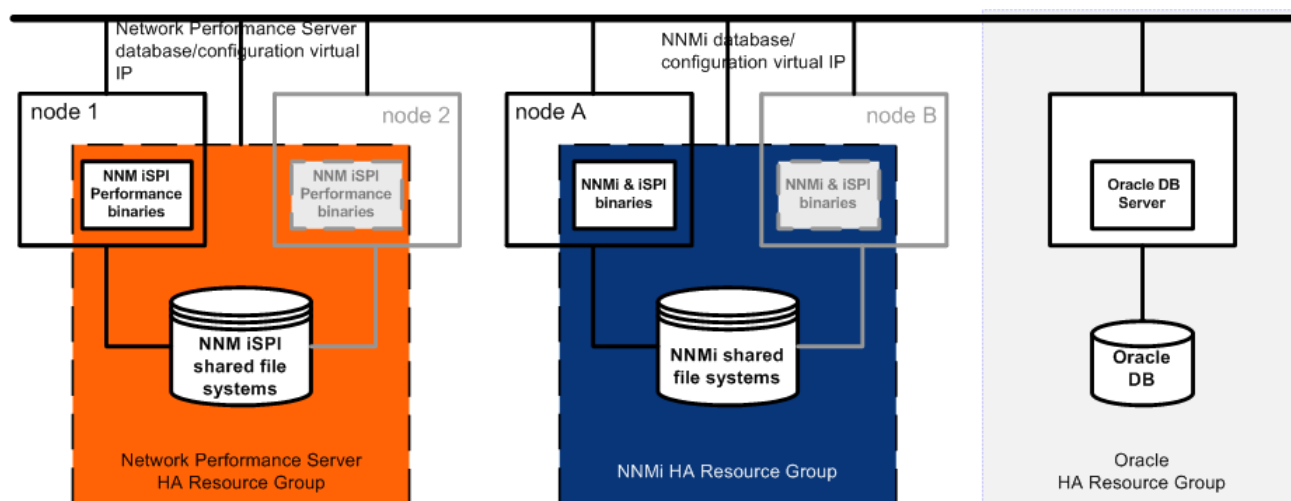 Network Performance Server
database/configuration virtual
IP
NNMi database/
configuration virtual IP
node 1
node 2
node A
node B
NNM iSPI
Performance
binaries
NNM iSPI
Performance
binaries
NNMi & iSPI
binaries
NNMi & iSPI
binaries
Oracle DB
Server
NNM iSPI
shared file
systems
NNMi shared
file systems
Oracle
DB
Network Performance Server
HA Resource Group
NNMi HA Resource Group
Oracle
HA Resource Group